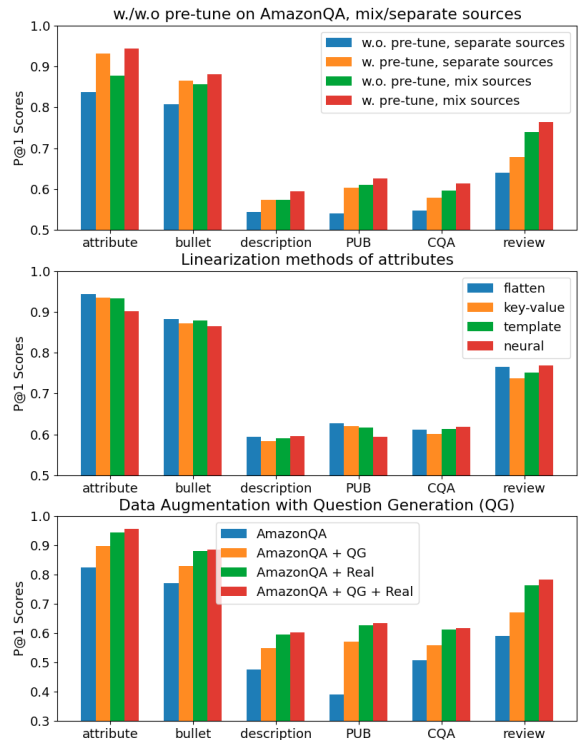 w./w.o pre-tune on AmazonQA, mix/separate sources
1.0
0.9
0.8
0.7
0.6
0.5
P@1 Scores
w.o. pre-tune, separate sources
w. pre-tune, separate sources
w.o. pre-tune, mix sources
w. pre-tune, mix sources
attribute bullet description PUB CQA review
Linearization methods of attributes
1.0
0.9
0.8
0.7
0.6
0.5
P@1 Scores
flatten
key-value
template
neural
attribute bullet description PUB CQA review
Data Augmentation with Question Generation (QG)
1.0
0.9
0.8
0.7
0.6
0.5
0.4
0.3
P@1 Scores
AmazonQA
AmazonQA + QG
AmazonQA + Real
AmazonQA + QG + Real
attribute bullet description PUB CQA review